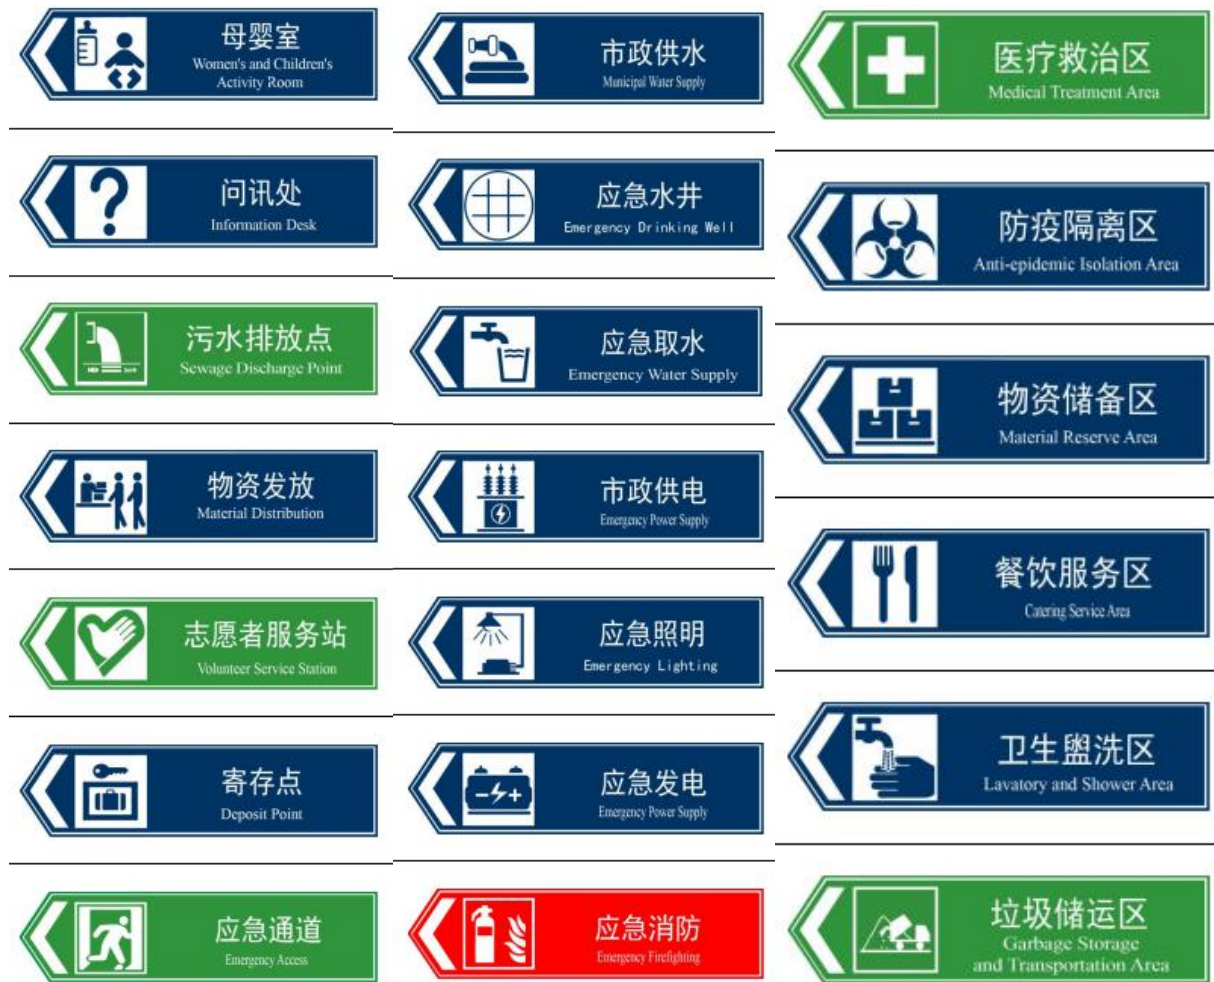 母婴室
Women's and Children's
Activity Room
问讯处
Information Desk
污水排放点
Sewage Discharge Point
物资发放
Material Distribution
志愿者服务站
Volunteer Service Station
寄存点
Deposit Point
应急通道
Emergency Access
市政供水
Municipal Water Supply
应急水井
Emergency Drinking Well
应急取水
Emergency Water Supply
市政供电
Emergency Power Supply
应急照明
Emergency Lighting
应急发电
Emergency Power Supply
应急消防
Emergency Firefighting
医疗救治区
Medical Treatment Area
防疫隔离区
Anti-epidemic Isolation Area
物资储备区
Material Reserve Area
餐饮服务区
Catering Service Area
卫生盥洗区
Lavatory and Shower Area
垃圾储运区
Garbage Storage
and Transportation Area